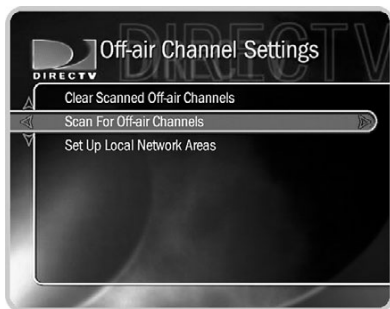 DIRECTV
Off-air Channel Settings
DIRECTV
Clear Scanned Off-air Channels
Scan For Off-air Channels
Set Up Local Network Areas